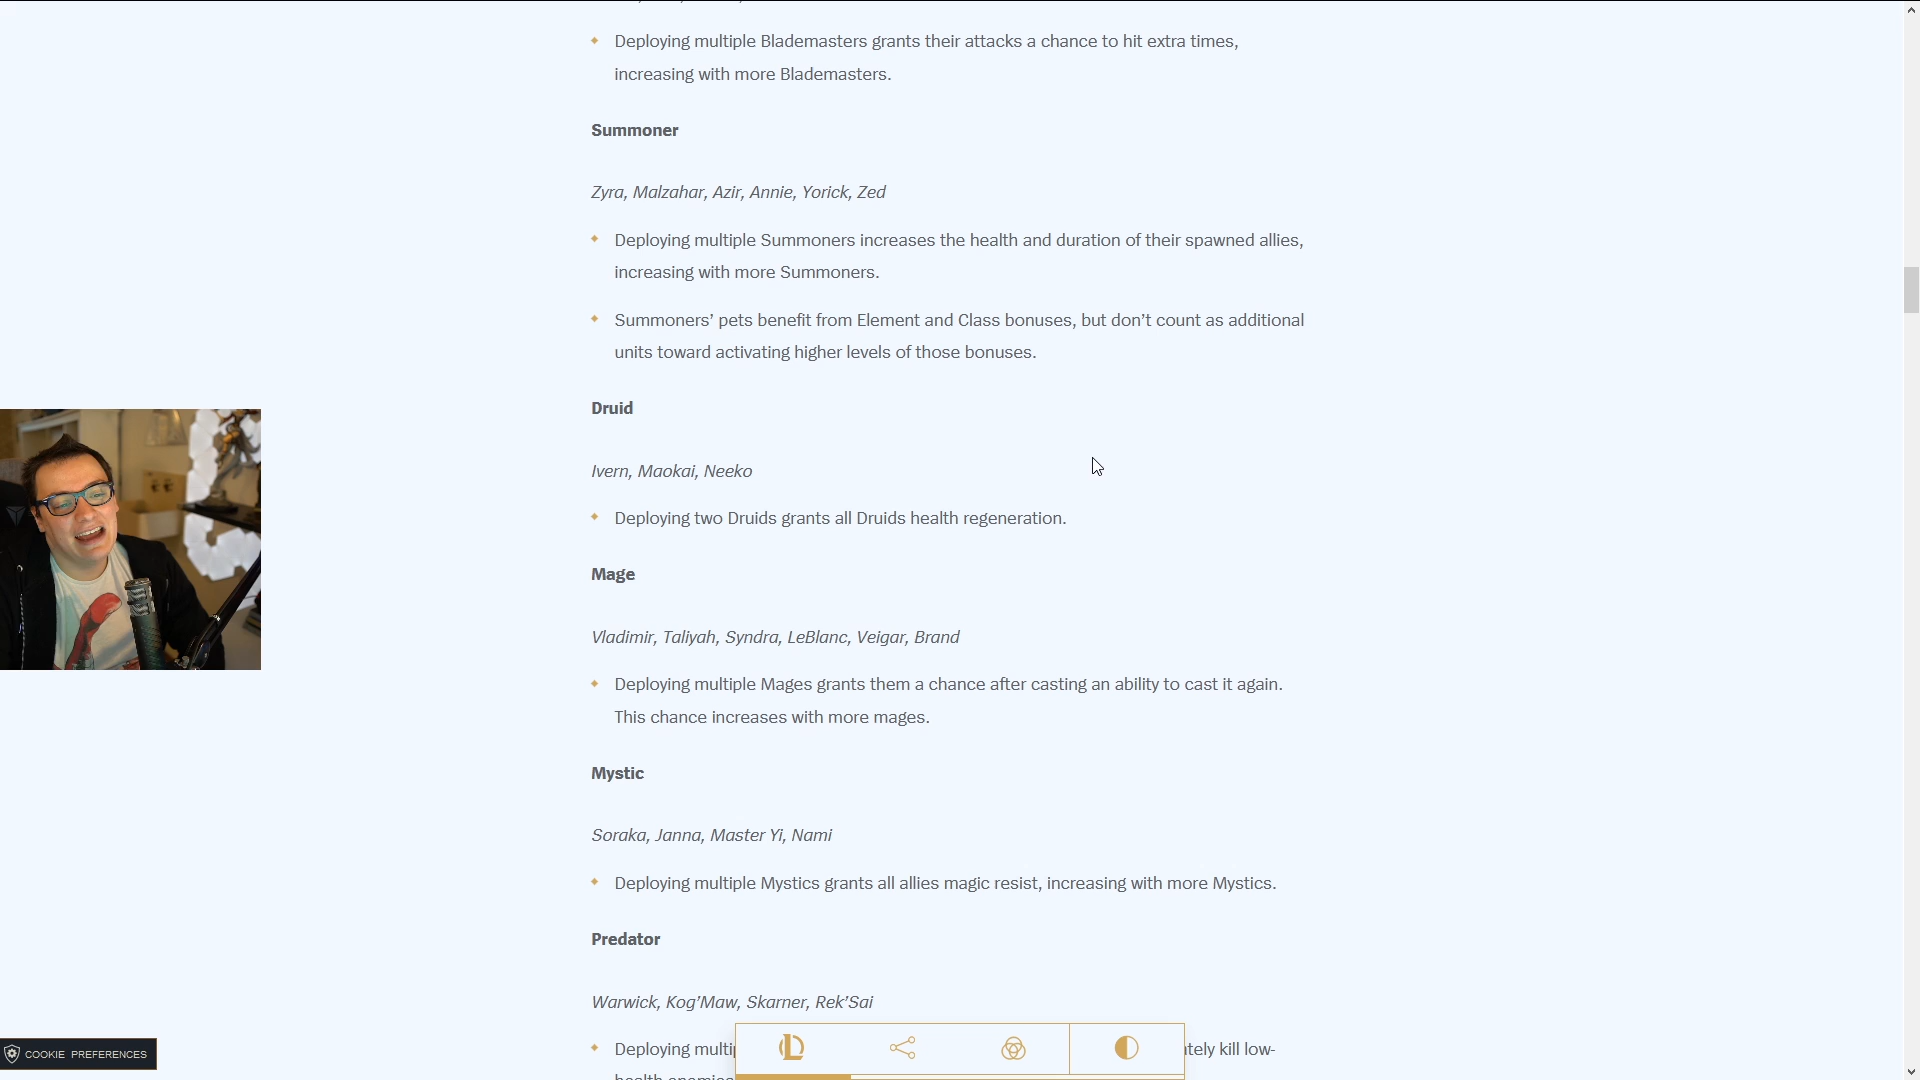 Deploying multiple Blademasters grants their attacks a chance to hit extra times,
increasing with more Blademasters.
Summoner
Zyra, Malzahar, Azir, Annie, Yorick, Zed
Deploying multiple Summoners increases the health and duration of their spawned allies,
increasing with more Summoners.
Summoners’ pets benefit from Element and Class bonuses, but don’t count as additional
units toward activating higher levels of those bonuses.
Druid
Ivern, Maokai, Neeko
Deploying two Druids grants all Druids health regeneration.
Mage
Vladimir, Taliyah, Syndra, LeBlanc, Veigar, Brand
Deploying multiple Mages grants them a chance after casting an ability to cast it again.
This chance increases with more mages.
Mystic
Soraka, Janna, Master Yi, Nami
Deploying multiple Mystics grants all allies magic resist, increasing with more Mystics.
Predator
Warwick, Kog’Maw, Skarner, Rek’Sai
Deploying kill low-
COOKIE PREFERENCES